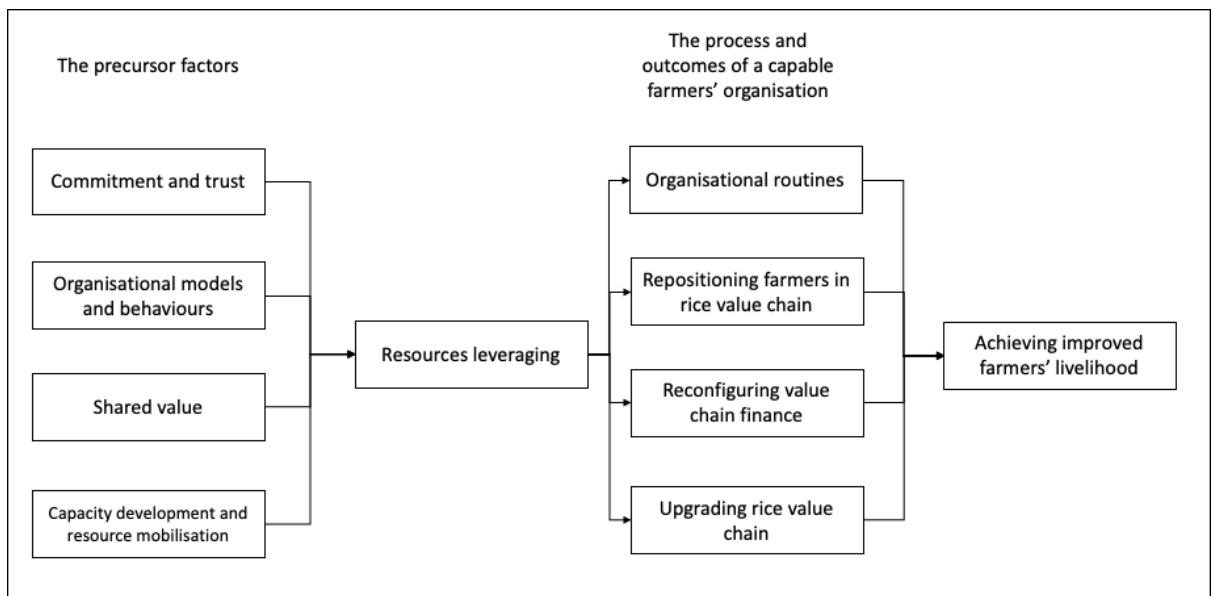 The precursor factors
The process and
outcomes of a capable
farmers’ organisation
Commitment and trust
Organisational models
and behaviours
Shared value
Capacity development and
resource mobilisation
Resources leveraging
Organisational routines
Repositioning farmers in
rice value chain
Reconfiguring value
chain finance
Upgrading rice value
chain
Achieving improved
farmers’ livelihood